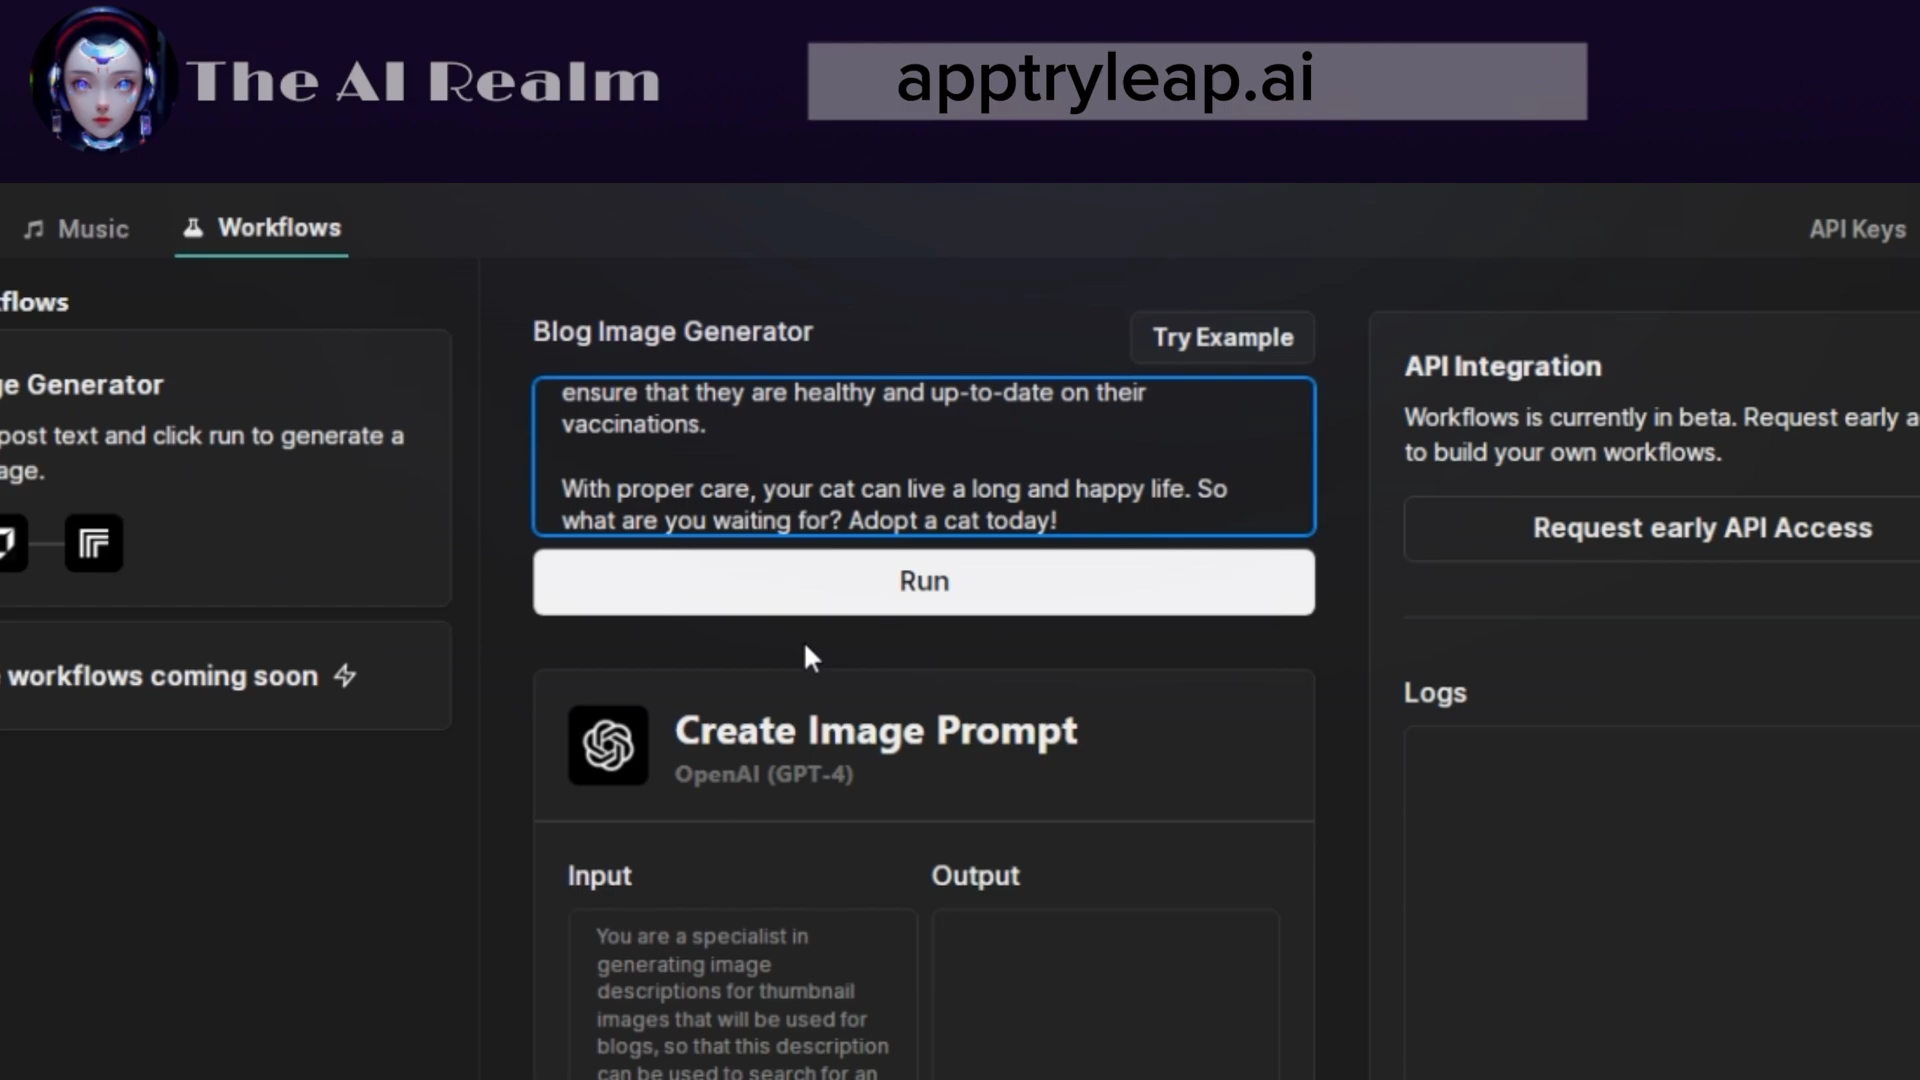 The AI Realm
apptryleap.ai
Music
Workflows
API Keys
flows
Generator
post text and click run to generate a
age.
workflows coming soon
Blog Image Generator
Try Example
ensure that they are healthy and up-to-date on their
vaccinations.
With proper care, your cat can live a long and happy life. So
what are you waiting for? Adopt a cat today!
Run
Create Image Prompt
OpenAI (GPT-4)
Input
Output
You are a specialist in
generating image
descriptions for thumbnail
images that will be used for
blogs, so that this description
can be used to search for an
API Integration
Workflows is currently in beta. Request early a
to build your own workflows.
Request early API Access
Logs